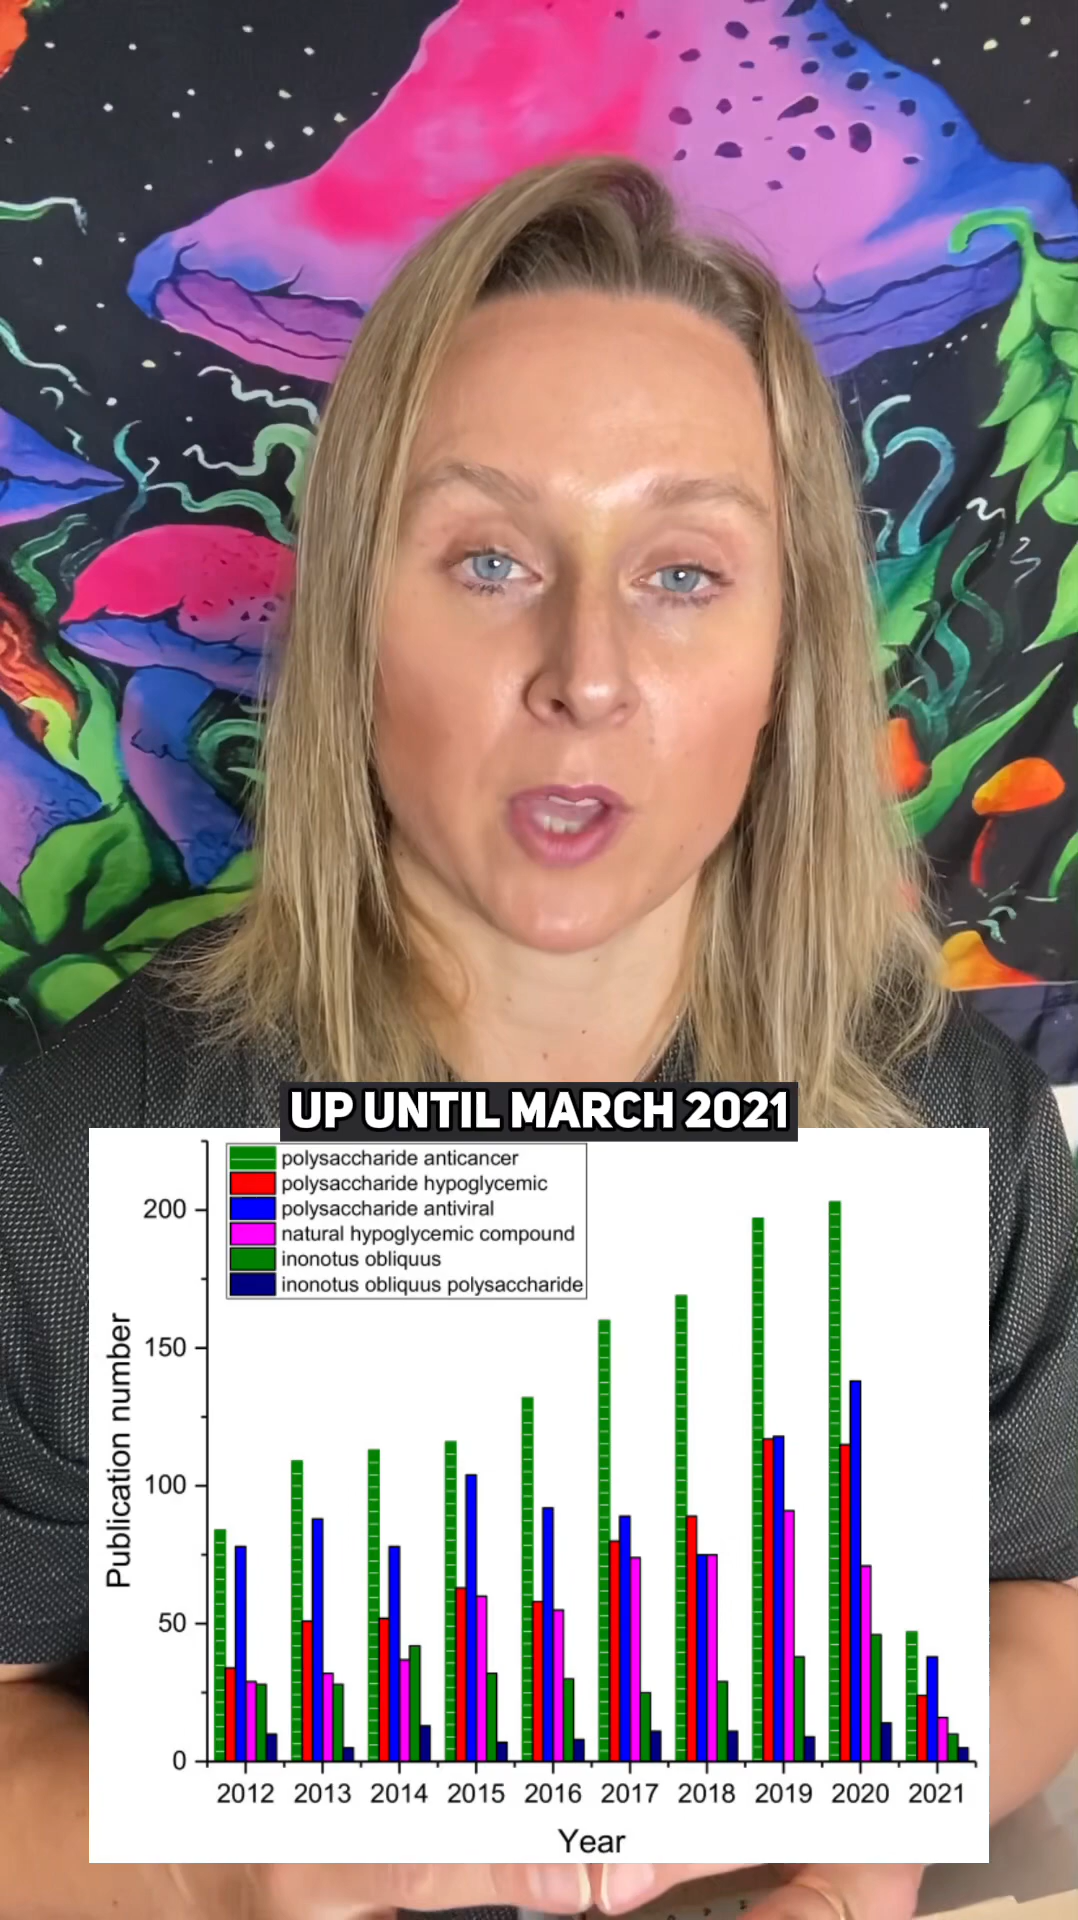 UP UNTIL MARCH 2021
polysaccharide anticancer
polysaccharide hypoglycemic
polysaccharide antiviral
natural hypoglycemic compound
inonotus obliquus
inonotus obliquus polysaccharide
Publication number
200
150
100
50
0
2012 2013 2014 2015 2016 2017 2018 2019 2020 2021
Year